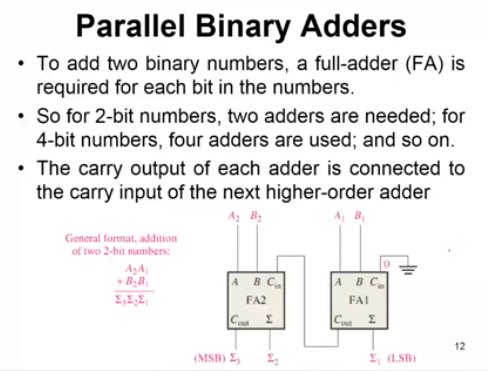 Parallel Binary Adders
• To add two binary numbers, a full-adder (FA) is
required for each bit in the numbers.
• So for 2-bit numbers, two adders are needed; for
4-bit numbers, four adders are used; and so on.
• The carry output of each adder is connected to
the carry input of the next higher-order adder
A₂ B₂ A₁ B₁
General format, addition
of two 2-bit numbers:
A₂A₁
+ B₂B₁
Σ₃Σ₂Σ₁
0
A B Cin A B Cin
FA2 FA1
Cout Σ Cout Σ
(MSB) Σ₃ Σ₂ Σ₁ (LSB)
12